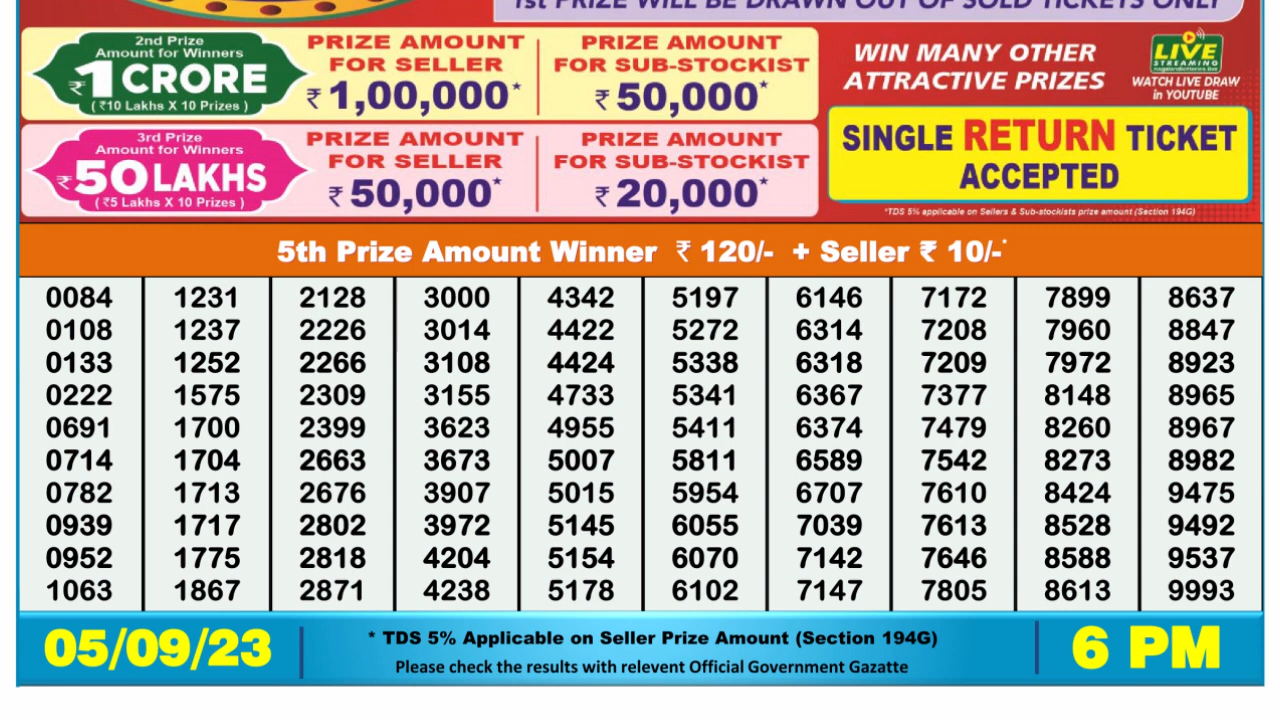 1st PRIZE WILL BE DRAWN OUT OF SOLD TICKETS ONLY
2nd Prize
Amount for Winners
₹1 CRORE
( ₹10 Lakhs X 10 Prizes )
PRIZE AMOUNT
FOR SELLER
₹ 1,00,000*
PRIZE AMOUNT
FOR SUB-STOCKIST
₹ 50,000*
3rd Prize
Amount for Winners
₹50 LAKHS
( ₹5 Lakhs X 10 Prizes )
PRIZE AMOUNT
FOR SELLER
₹ 50,000*
PRIZE AMOUNT
FOR SUB-STOCKIST
₹ 20,000*
WIN MANY OTHER
ATTRACTIVE PRIZES
LIVE
STREAMING
WATCH LIVE DRAW
in YOUTUBE
SINGLE RETURN TICKET
ACCEPTED
*TDS 5% applicable on Sellers & Sub-stockists prize amount (Section 194G)
5th Prize Amount Winner ₹ 120/- + Seller ₹ 10/-*
0084 1231 2128 3000 4342 5197 6146 7172 7899 8637
0108 1237 2226 3014 4422 5272 6314 7208 7960 8847
0133 1252 2266 3108 4424 5338 6318 7209 7972 8923
0222 1575 2309 3155 4733 5341 6367 7377 8148 8965
0691 1700 2399 3623 4955 5411 6374 7479 8260 8967
0714 1704 2663 3673 5007 5811 6589 7542 8273 8982
0782 1713 2676 3907 5015 5954 6707 7610 8424 9475
0939 1717 2802 3972 5145 6055 7039 7613 8528 9492
0952 1775 2818 4204 5154 6070 7142 7646 8588 9537
1063 1867 2871 4238 5178 6102 7147 7805 8613 9993
05/09/23
* TDS 5% Applicable on Seller Prize Amount (Section 194G)
Please check the results with relevent Official Government Gazatte
6 PM